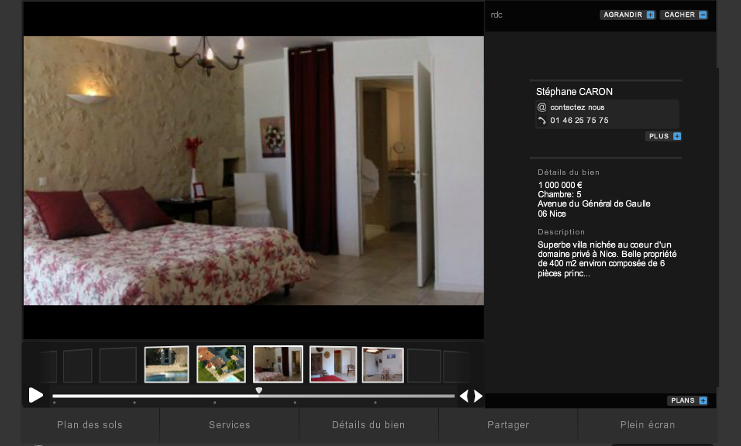 rdc
AGRANDIR
CACHER
Stéphane CARON
@ contactez nous
01 46 25 75 75
PLUS
Détails du bien
1 000 000 €
Chambre: 5
Avenue du Général de Gaulle
06 Nice
Description
Superbe villa nichée au coeur d'un
domaine privé à Nice. Belle propriété
de 400 m2 environ composée de 6
pièces princ...
PLANS
Plan des sols
Services
Détails du bien
Partager
Plein écran